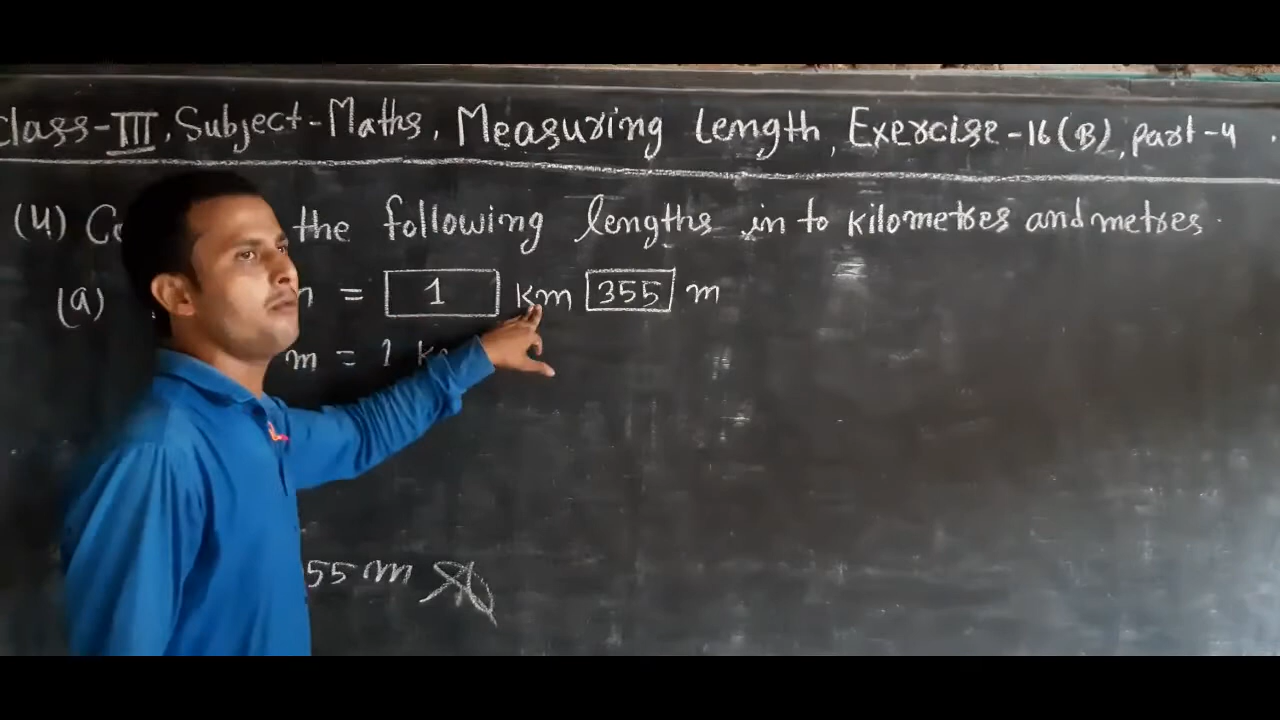 Class-III, Subject-Maths, Measuring Length, Exercise-16(B), part-4.
(4) the following lengths in to kilometres and metres.
(a) = 1 km 355 m
m = 1
55 m